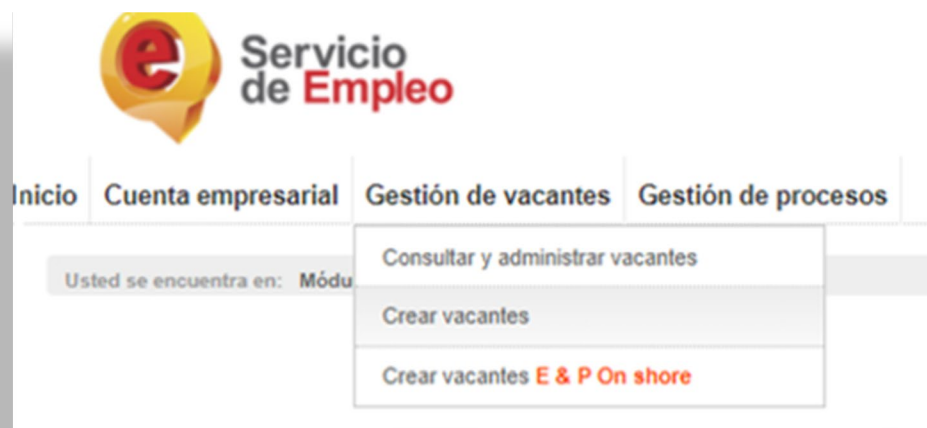 e
Servicio
de Empleo
Inicio Cuenta empresarial Gestión de vacantes Gestión de procesos
Usted se encuentra en: Módu
Consultar y administrar vacantes
Crear vacantes
Crear vacantes E & P On shore